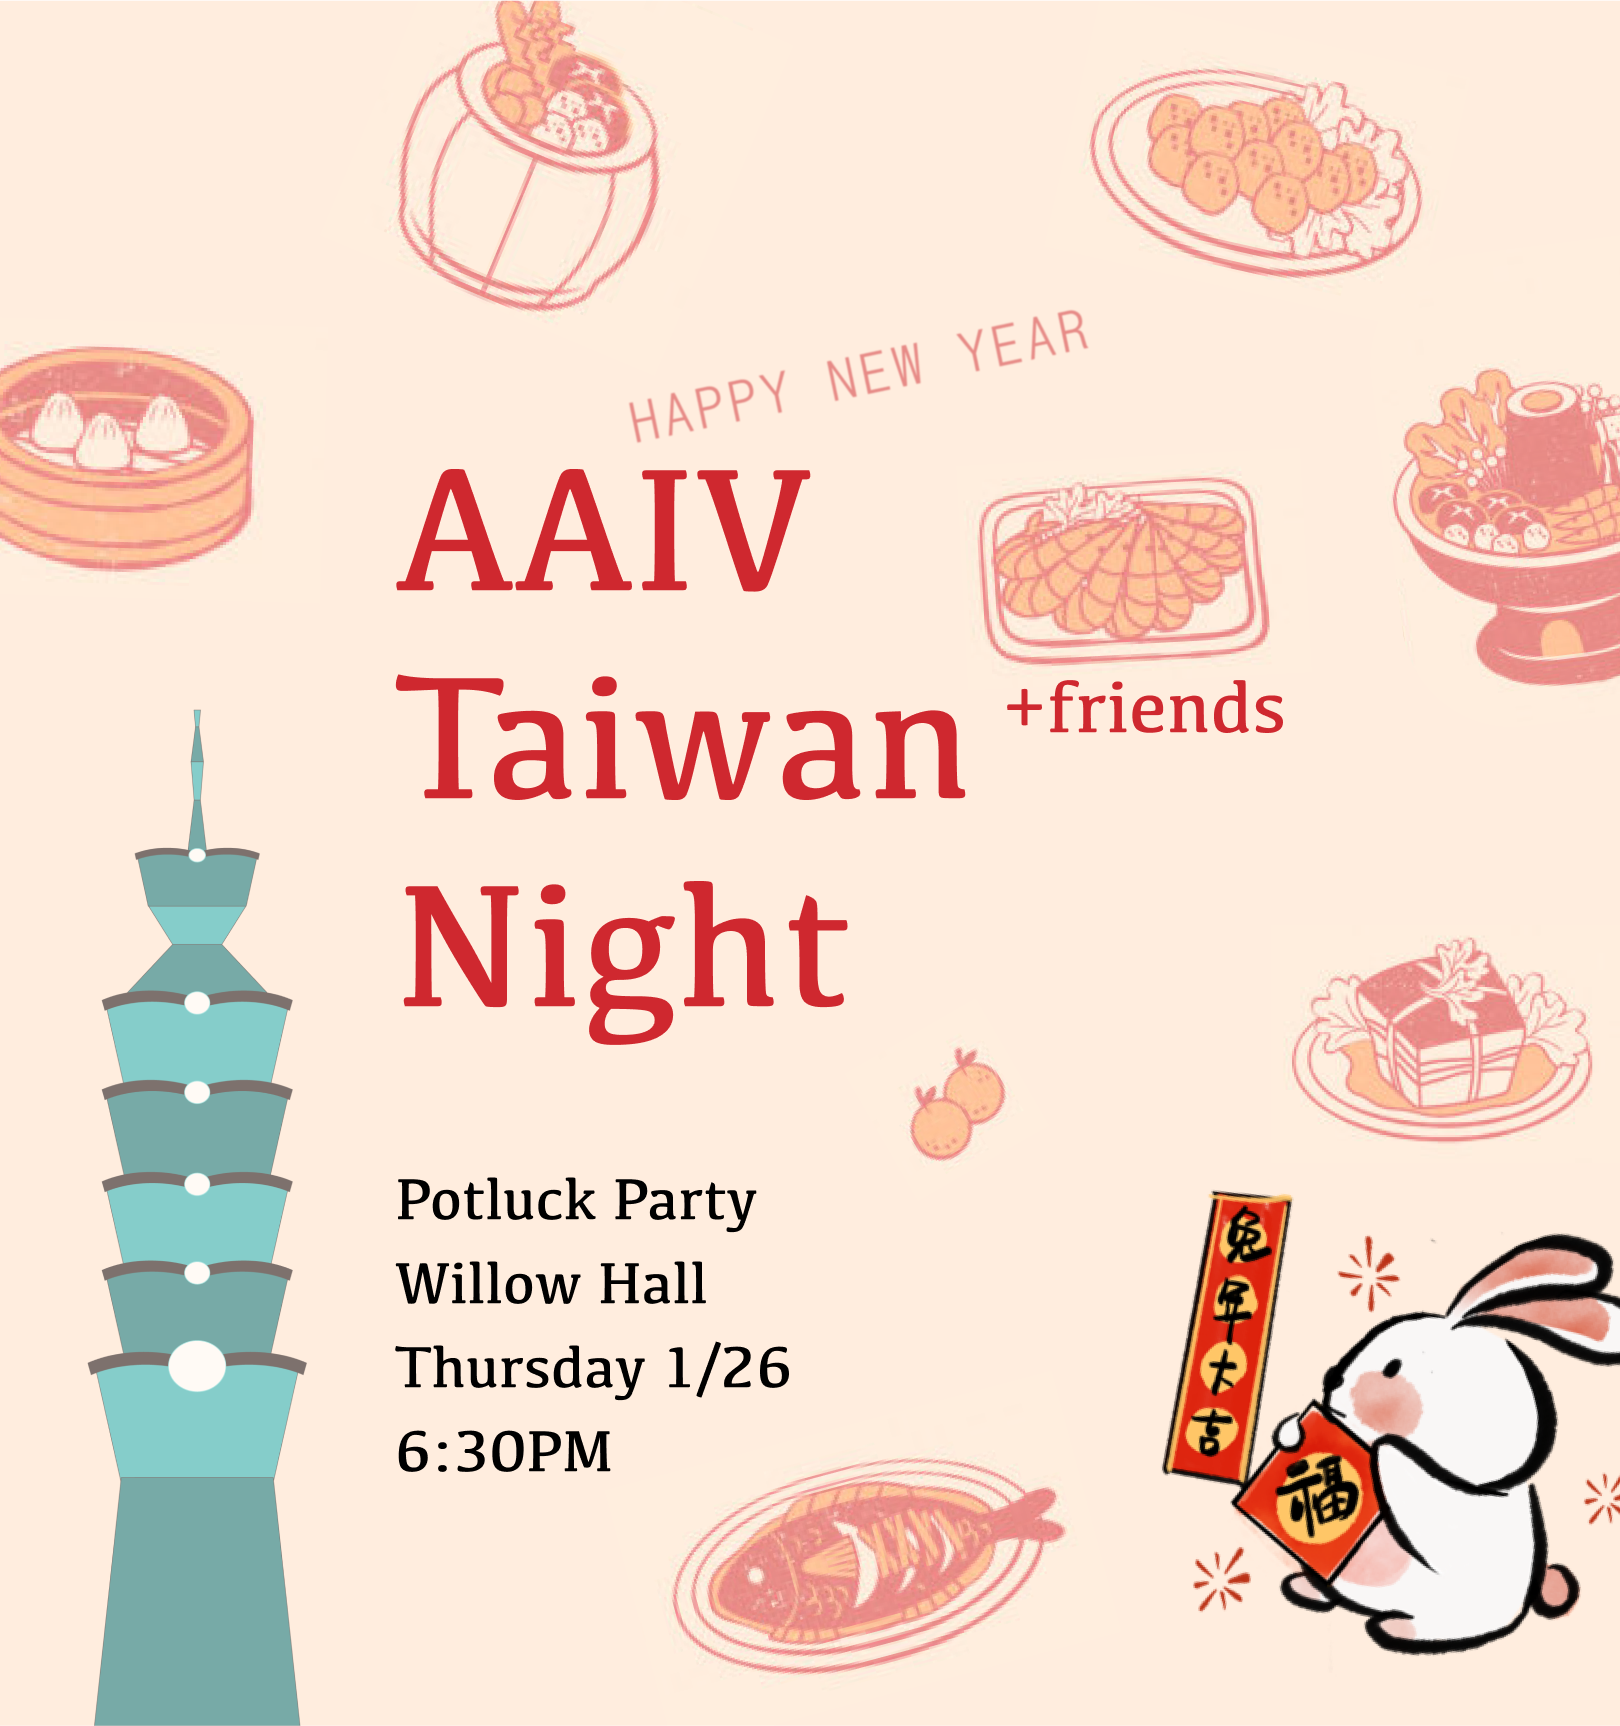 HAPPY NEW YEAR
AAIV
Taiwan
+friends
Night
Potluck Party
Willow Hall
Thursday 1/26
6:30PM
兔年大吉
福